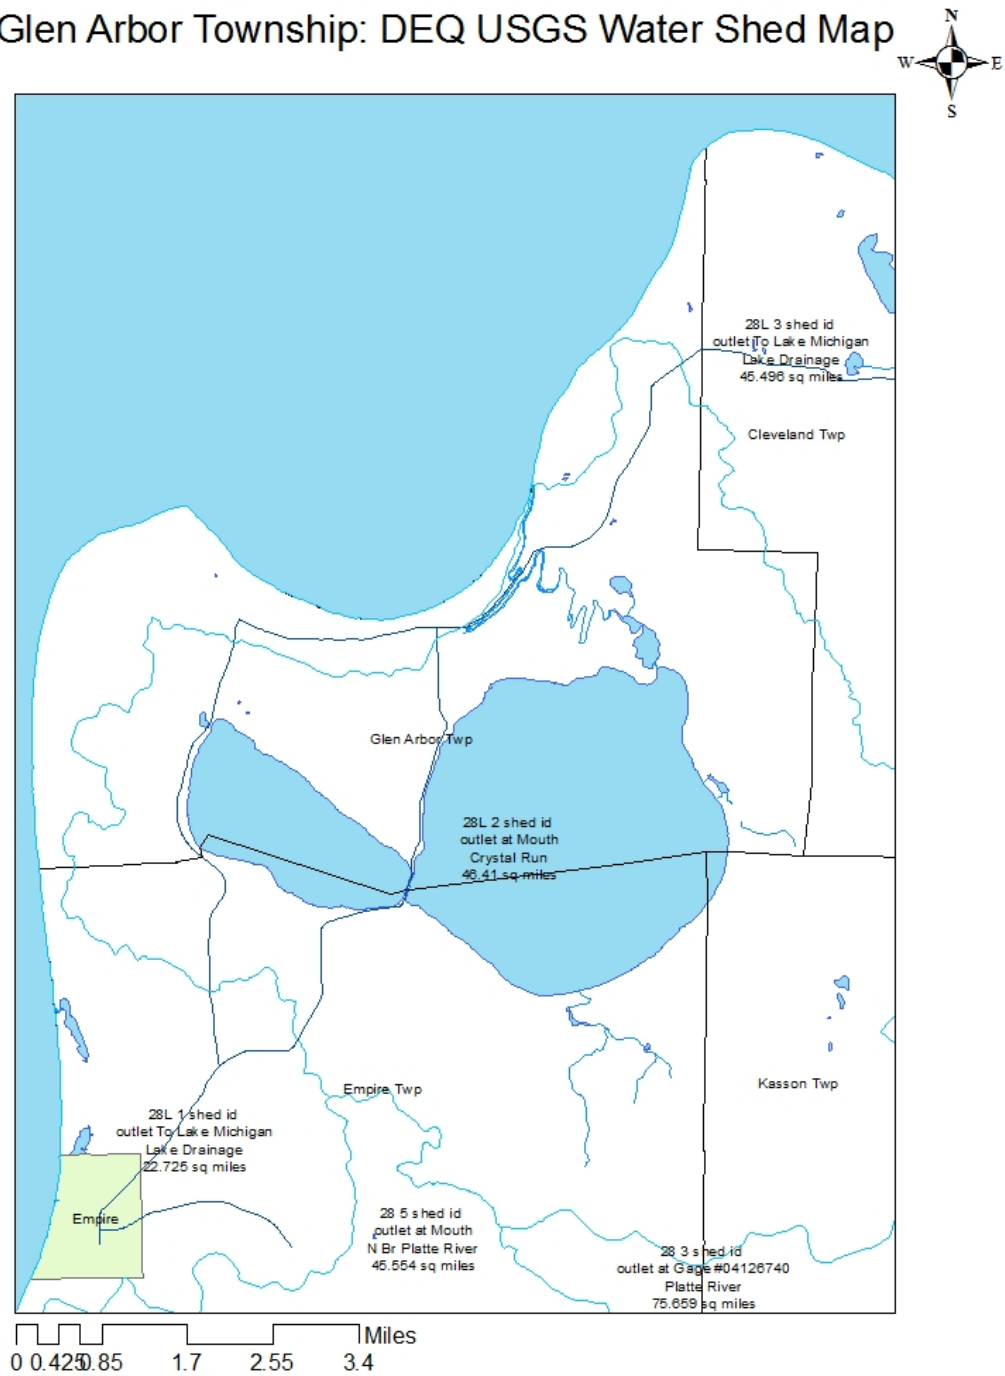 Glen Arbor Township: DEQ USGS Water Shed Map
N
W E
S
28L 3 shed id
outlet To Lake Michigan
Lake Drainage
45.496 sq miles
Cleveland Twp
Glen Arbor Twp
28L 2 shed id
outlet at Mouth
Crystal Run
46.41 sq miles
Empire Twp
Kasson Twp
28L 1 shed id
outlet To Lake Michigan
Lake Drainage
22.725 sq miles
Empire
28 5 shed id
outlet at Mouth
N Br Platte River
45.554 sq miles
28 3 shed id
outlet at Gage #04126740
Platte River
75.659 sq miles
Miles
0 0.425 0.85 1.7 2.55 3.4